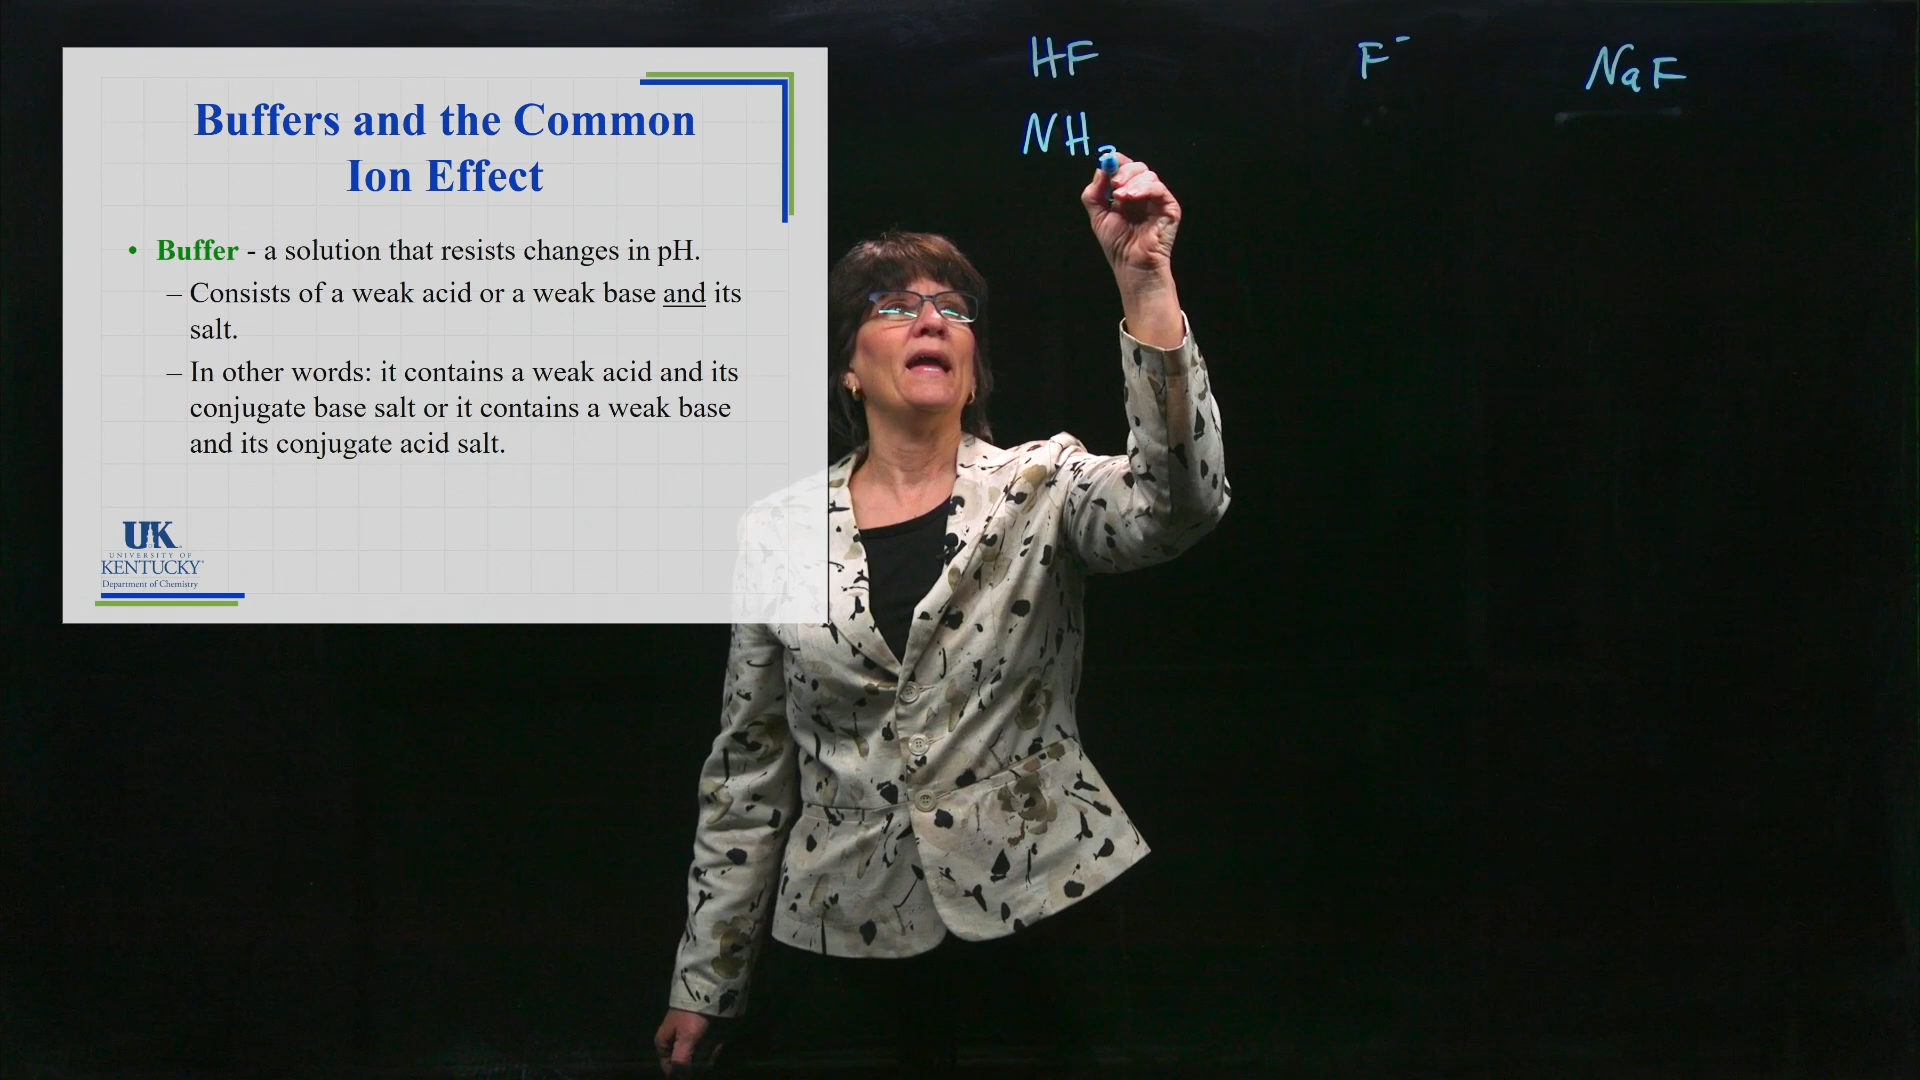 Buffers and the Common
Ion Effect
• Buffer - a solution that resists changes in pH.
– Consists of a weak acid or a weak base and its
salt.
– In other words: it contains a weak acid and its
conjugate base salt or it contains a weak base
and its conjugate acid salt.
UK
UNIVERSITY OF
KENTUCKY
Department of Chemistry
HF F⁻ NaF
NH